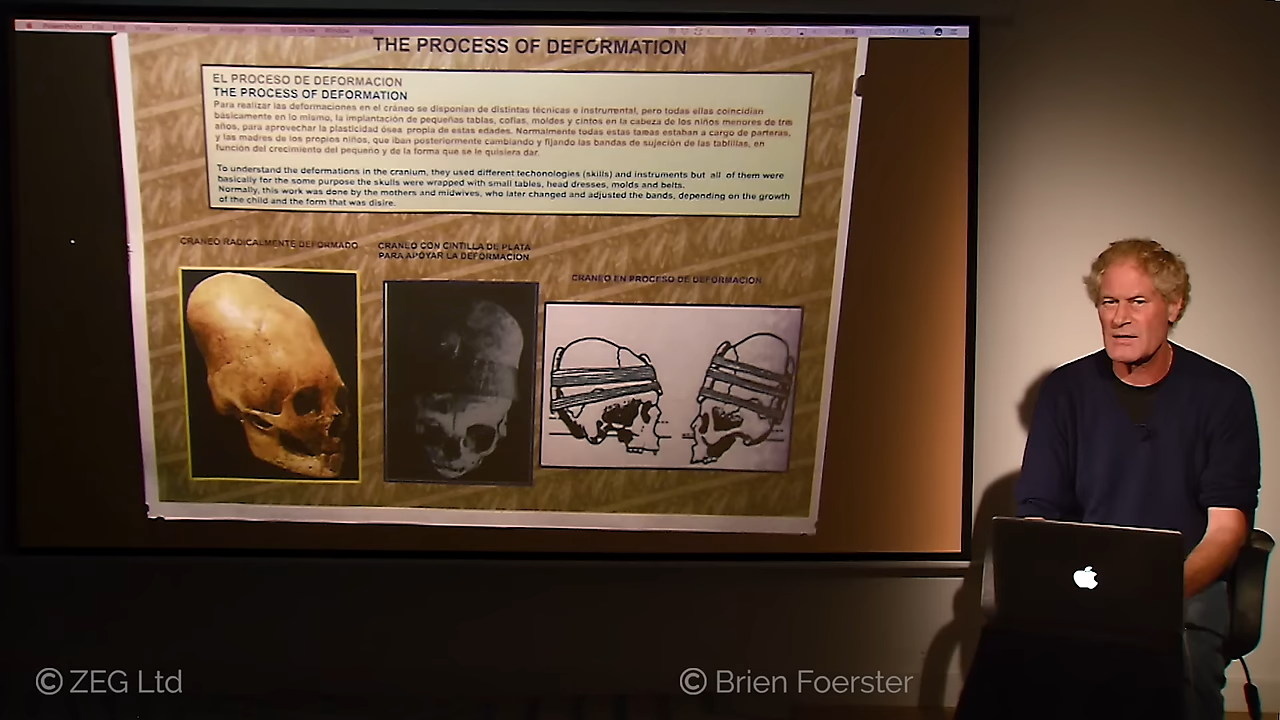 THE PROCESS OF DEFORMATION
EL PROCESO DE DEFORMACION
THE PROCESS OF DEFORMATION
Para realizar las deformaciones en el cráneo se disponían de distintas técnicas e instrumental, pero todas ellas coincidían
básicamente en lo mismo, la implantación de pequeñas tablas, cofias, moldes y cintos en la cabeza de los niños menores de tres
años, para aprovechar la plasticidad ósea propia de estas edades. Normalmente todas estas tareas estaban a cargo de parteras,
y las madres de los propios niños, que iban posteriormente cambiando y fijando las bandas de sujeción de las tablillas, en
función del crecimiento del pequeño y de la forma que se le quisiera dar.
To understand the deformations in the cranium, they used different techonologies (skills) and instruments but all of them were
basically for the some purpose the skulls were wrapped with small tables, head dresses, molds and belts.
Normally, this work was done by the mothers and midwives, who later changed and adjusted the bands, depending on the growth
of the child and the form that was disire.
CRANEO RADICALMENTE DEFORMADO
CRANEO CON CINTILLA DE PLATA
PARA APOYAR LA DEFORMACION
CRANEO EN PROCESO DE DEFORMACION
© ZEG Ltd
© Brien Foerster